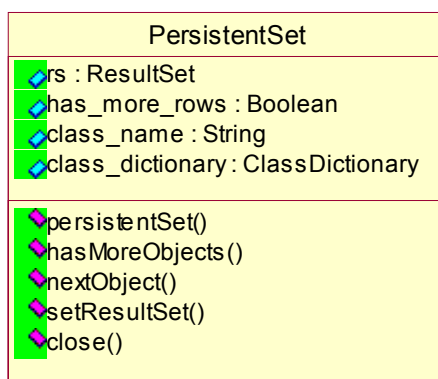 PersistentSet
rs : ResultSet
has_more_rows : Boolean
class_name : String
class_dictionary : ClassDictionary
persistentSet()
hasMoreObjects()
nextObject()
setResultSet()
close()